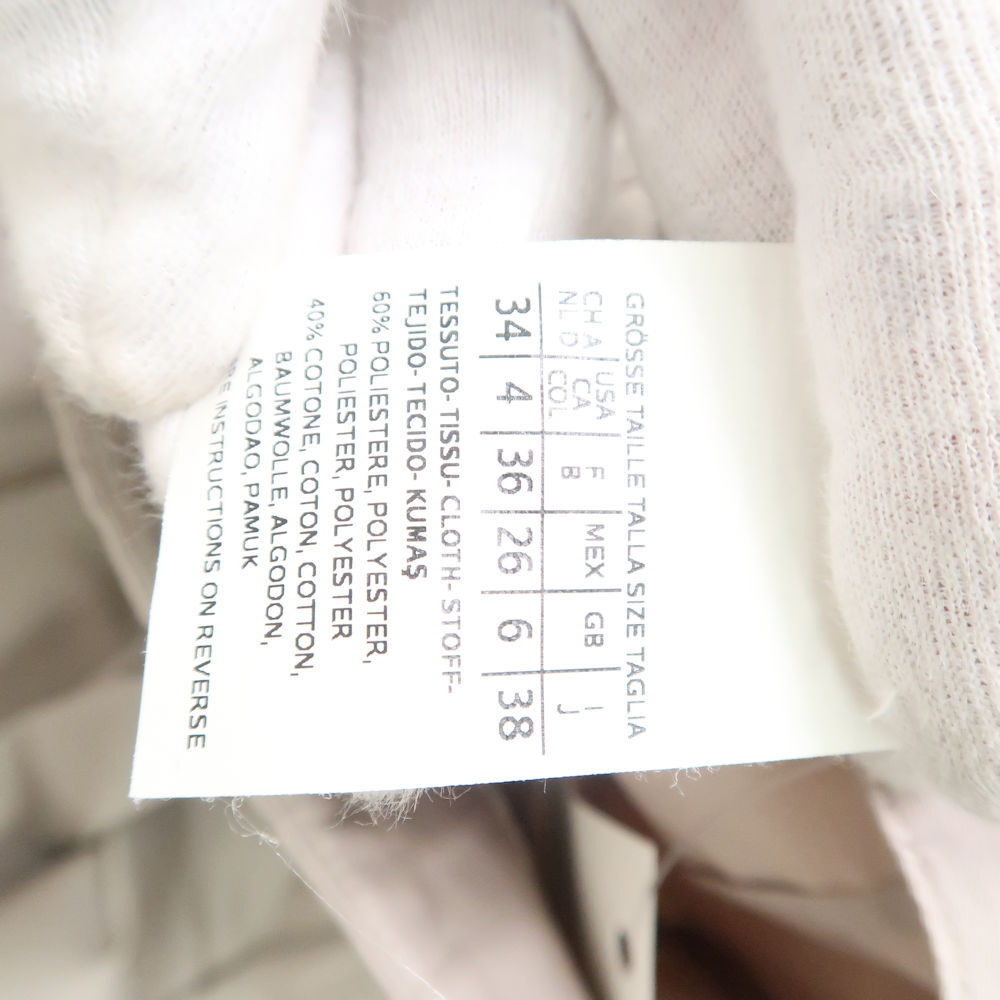 GRÖSSE TAILLE TALLA SIZE TAGLIA
CH A USA F MEX GB I
NL D CA B J
COL
34 4 36 26 6 38
TESSUTO-TISSU-CLOTH-STOFF-
TEJIDO-TECIDO-KUMAŞ
60% POLIESTERE, POLYESTER,
POLIESTER, POLYESTER
40% COTONE, COTON, COTTON,
BAUMWOLLE, ALGODON,
ALGODAO, PAMUK
INSTRUCTIONS ON REVERSE